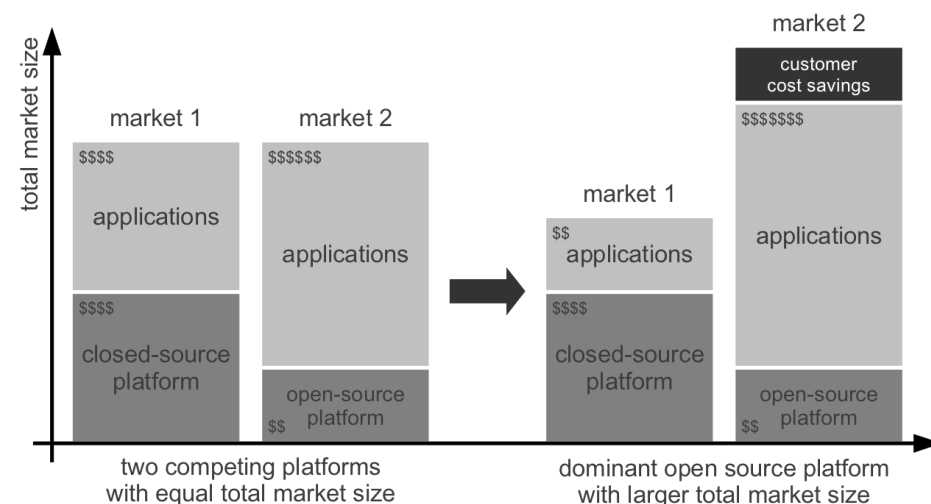 total market size
market 1
$$$$
applications
$$$$
closed-source
platform
market 2
$$$$$$
applications
open-source
platform
$$
two competing platforms
with equal total market size
market 1
$$
applications
$$$$
closed-source
platform
market 2
customer
cost savings
$$$$$$$
applications
open-source
platform
$$
dominant open source platform
with larger total market size